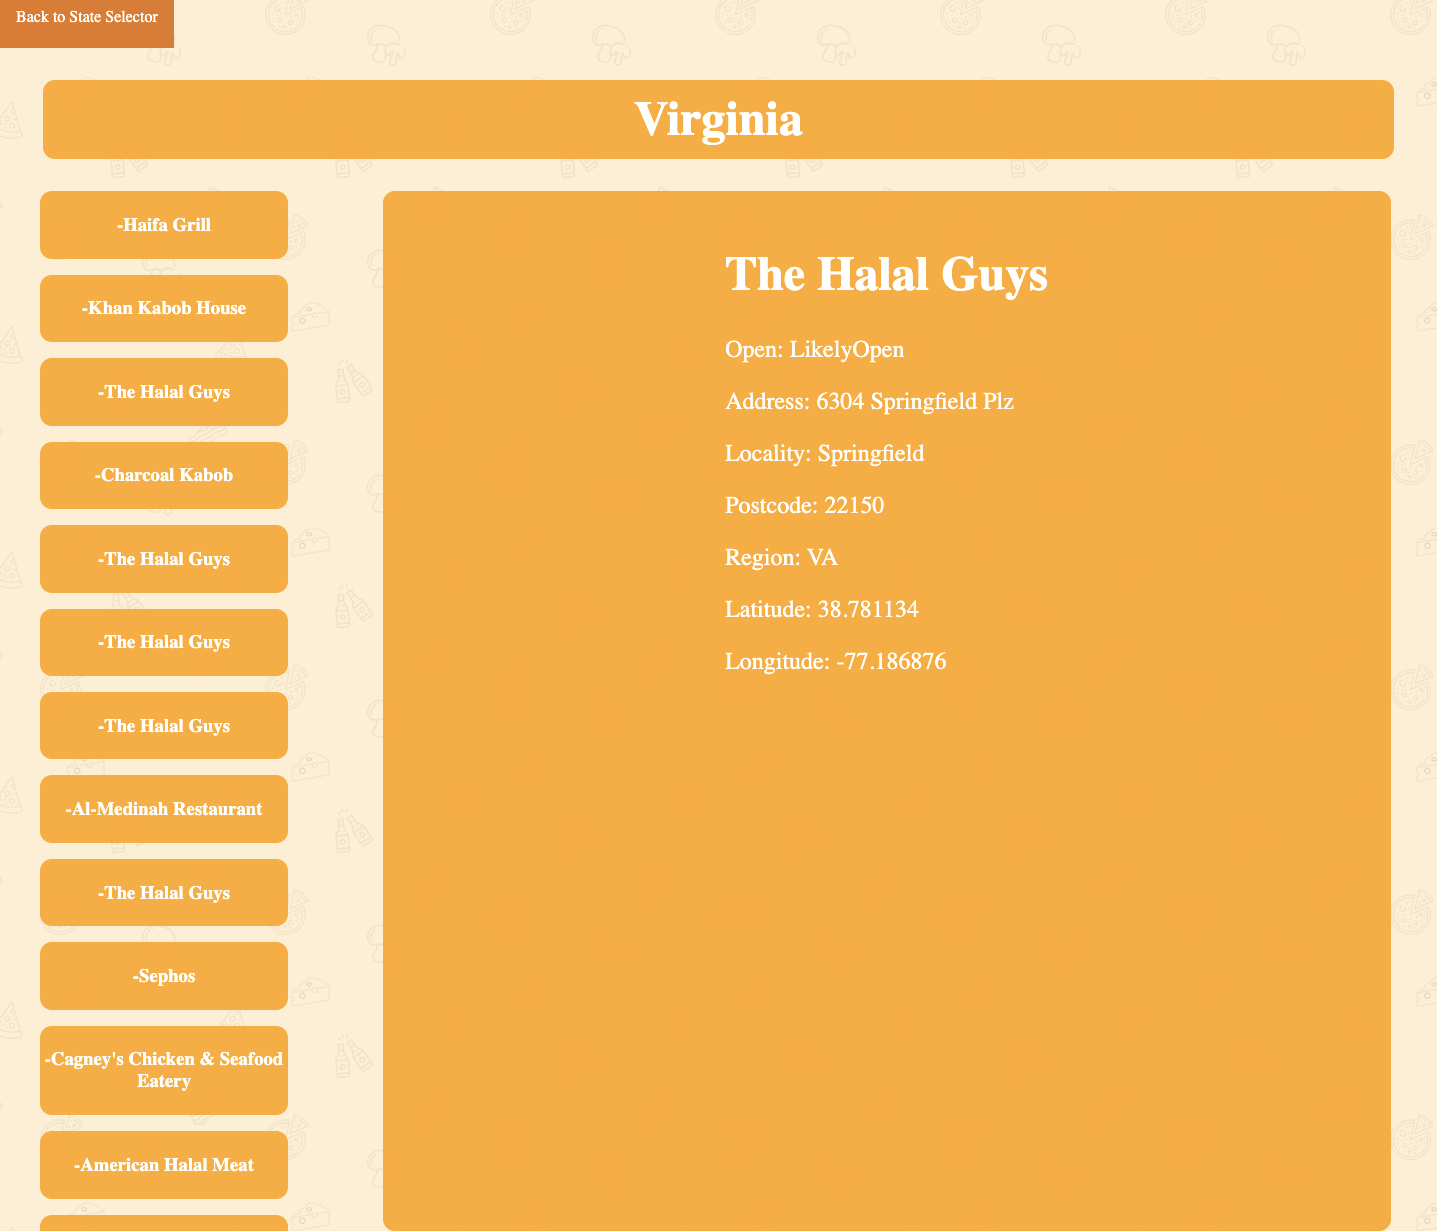 Back to State Selector
Virginia
-Haifa Grill
-Khan Kabob House
-The Halal Guys
-Charcoal Kabob
-The Halal Guys
-The Halal Guys
-The Halal Guys
-Al-Medinah Restaurant
-The Halal Guys
-Sephos
-Cagney's Chicken & Seafood
Eatery
-American Halal Meat
The Halal Guys
Open: LikelyOpen
Address: 6304 Springfield Plz
Locality: Springfield
Postcode: 22150
Region: VA
Latitude: 38.781134
Longitude: -77.186876